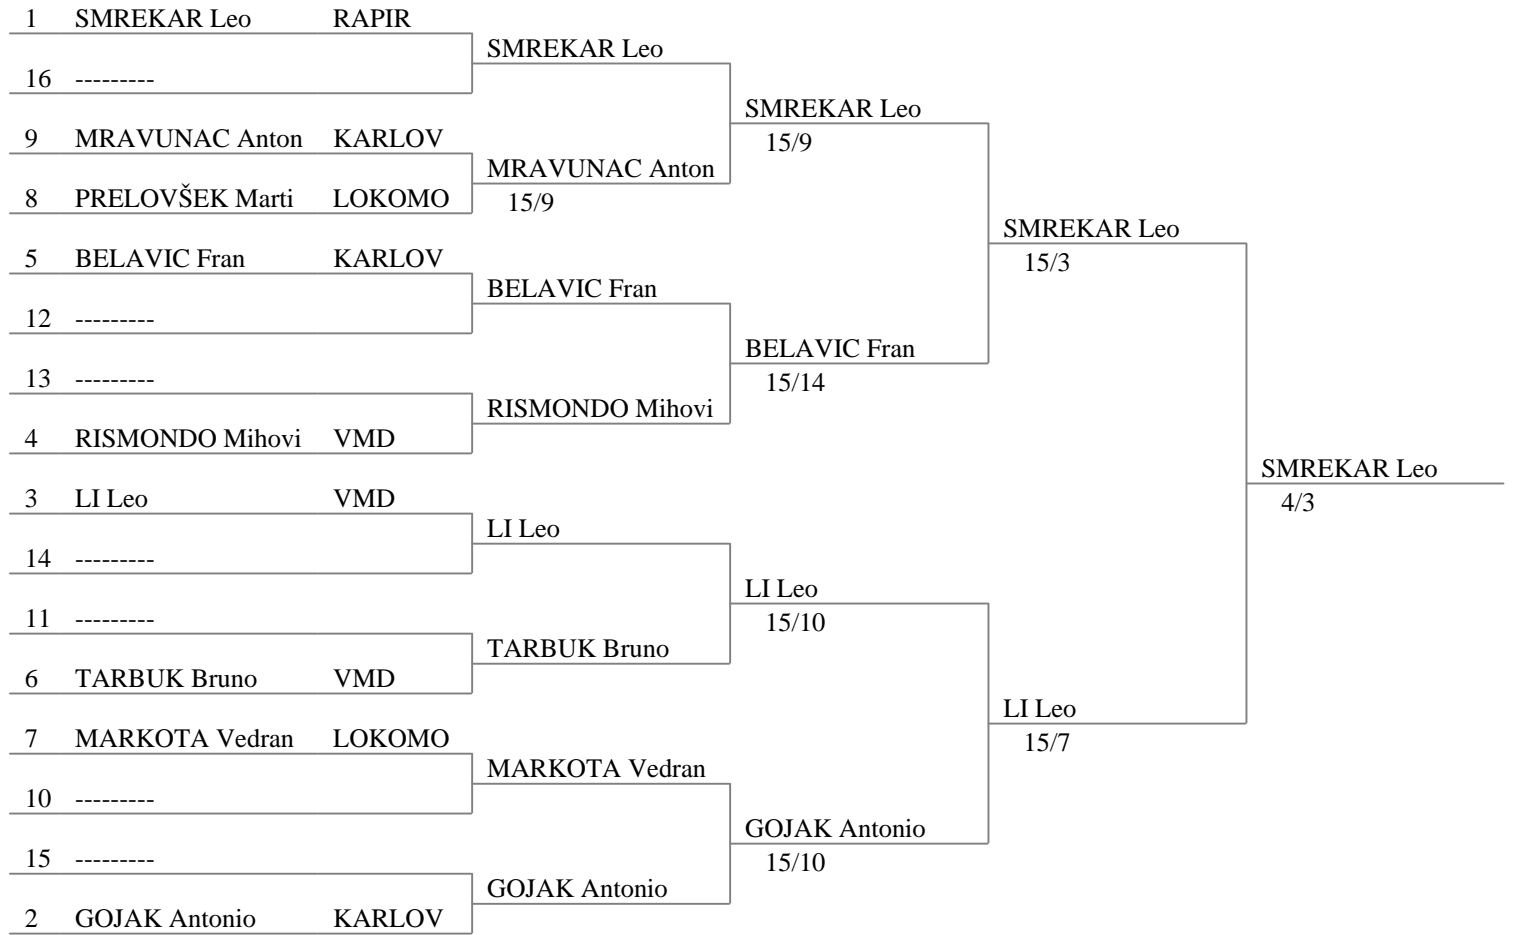 1 SMREKAR Leo RAPIR
SMREKAR Leo
16 ---------
SMREKAR Leo
15/9
9 MRAVUNAC Anton KARLOV
MRAVUNAC Anton
15/9
8 PRELOVŠEK Marti LOKOMO
SMREKAR Leo
15/3
5 BELAVIC Fran KARLOV
BELAVIC Fran
12 ---------
BELAVIC Fran
15/14
13 ---------
RISMONDO Mihovi
4 RISMONDO Mihovi VMD
SMREKAR Leo
4/3
3 LI Leo VMD
LI Leo
14 ---------
LI Leo
15/10
11 ---------
TARBUK Bruno
6 TARBUK Bruno VMD
LI Leo
15/7
7 MARKOTA Vedran LOKOMO
MARKOTA Vedran
10 ---------
GOJAK Antonio
15/10
15 ---------
GOJAK Antonio
2 GOJAK Antonio KARLOV